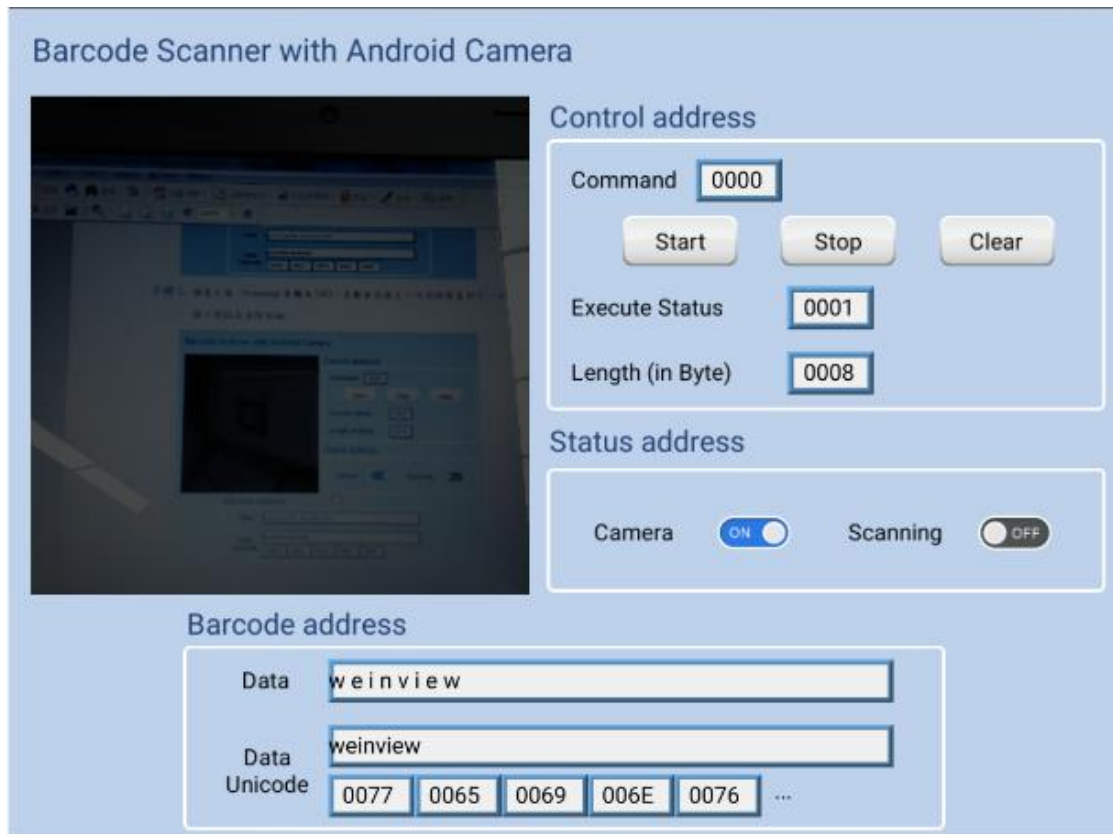 Barcode Scanner with Android Camera
Control address
Command 0000
Start Stop Clear
Execute Status 0001
Length (in Byte) 0008
Status address
Camera ON Scanning OFF
Barcode address
Data w e i n v i e w
Data Unicode weinview
0077 0065 0069 006E 0076 ...